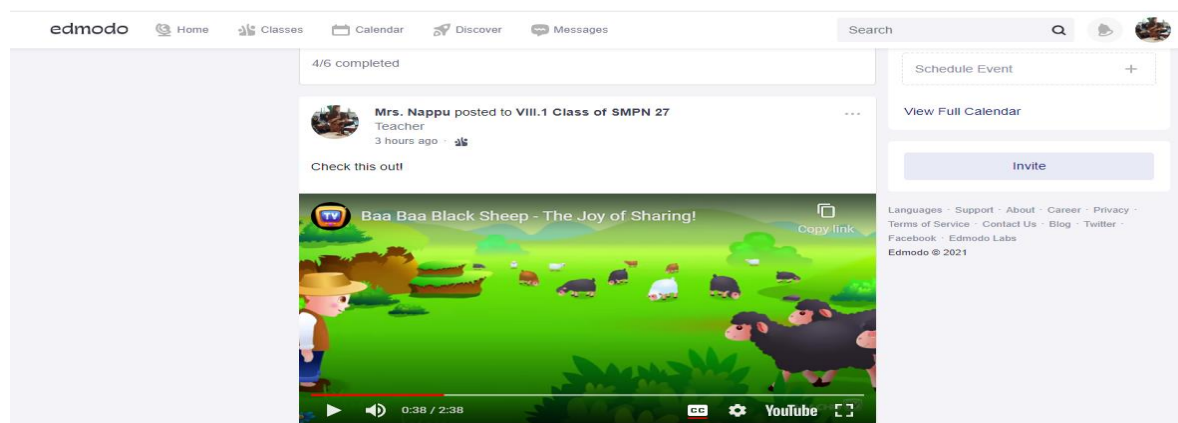 edmodo Home Classes Calendar Discover Messages Search
4/6 completed
Mrs. Nappu posted to VIII.1 Class of SMPN 27
Teacher
3 hours ago ·
Check this out!
TV Baa Baa Black Sheep - The Joy of Sharing!
Copy link
0:38 / 2:38 CC YouTube
Schedule Event +
View Full Calendar
Invite
Languages · Support · About · Career · Privacy ·
Terms of Service · Contact Us · Blog · Twitter ·
Facebook · Edmodo Labs
Edmodo © 2021